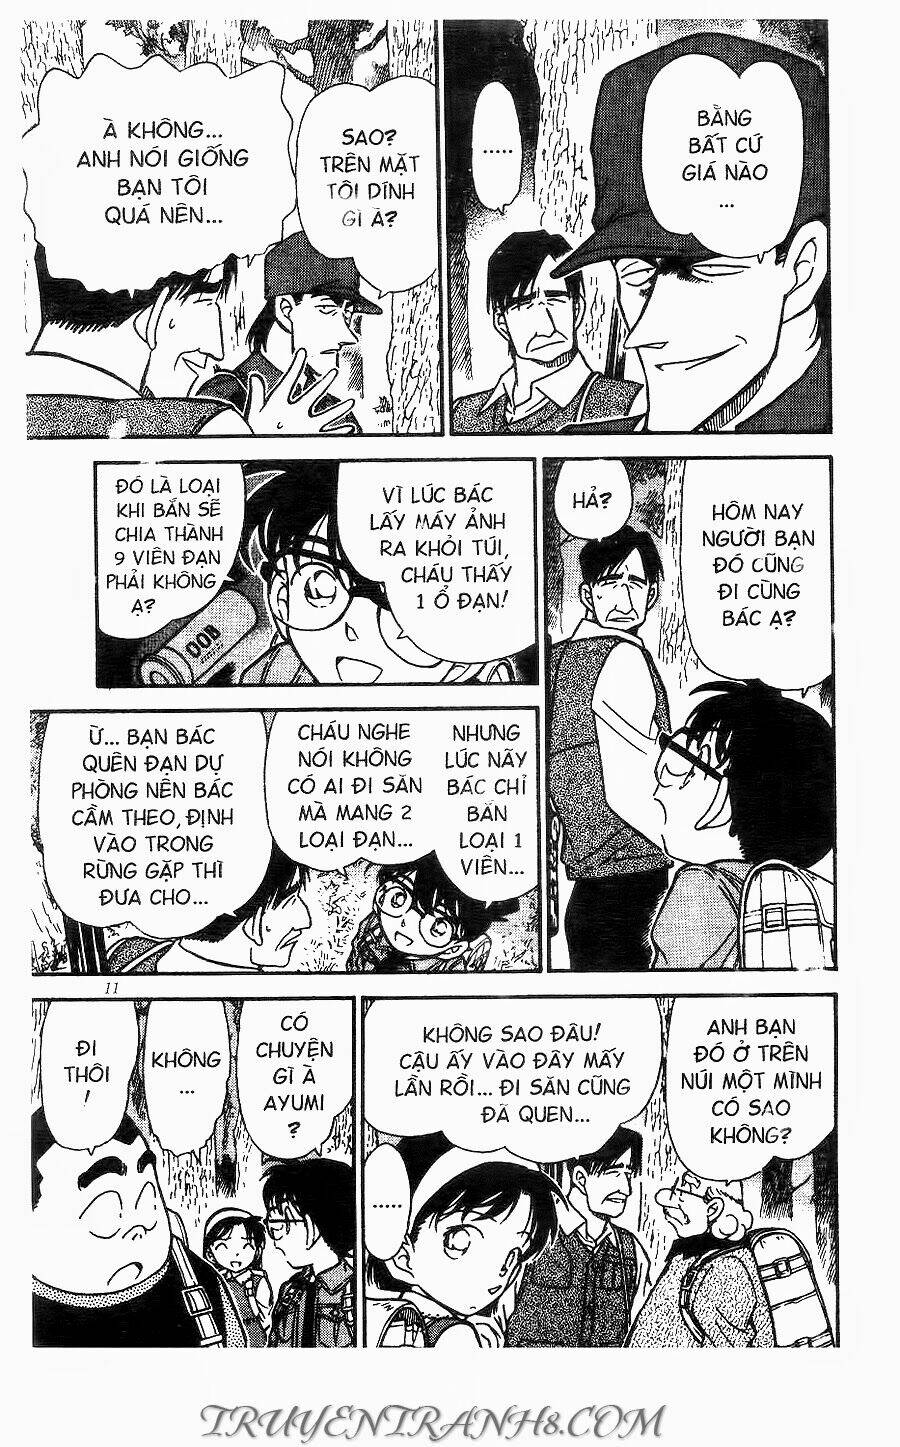 BẰNG
BẤT CỨ
GIÁ NÀO
...
......
SAO?
TRÊN MẶT
TÔI DÍNH
GÌ À?
À KHÔNG...
ANH NÓI GIỐNG
BẠN TÔI
QUÁ NÊN...
HÔM NAY
NGƯỜI BẠN
ĐÓ CŨNG
ĐI CÙNG
BÁC Ạ?
HẢ?
VÌ LÚC BÁC
LẤY MÁY ẢNH
RA KHỎI TÚI,
CHÁU THẤY
1 Ổ ĐẠN!
ĐÓ LÀ LOẠI
KHI BẮN SẼ
CHIA THÀNH
9 VIÊN ĐẠN
PHẢI KHÔNG
Ạ?
00B
NHƯNG
LÚC NÃY
BÁC CHỈ
BẮN
LOẠI 1
VIÊN...
CHÁU NGHE
NÓI KHÔNG
CÓ AI ĐI SĂN
MÀ MANG 2
LOẠI ĐẠN...
Ừ... BẠN BÁC
QUÊN ĐẠN DỰ
PHÒNG NÊN BÁC
CẦM THEO, ĐỊNH
VÀO TRONG
RỪNG GẶP THÌ
ĐƯA CHO...
11
ANH BẠN
ĐÓ Ở TRÊN
NÚI MỘT MÌNH
CÓ SAO
KHÔNG?
KHÔNG SAO ĐÂU!
CẬU ẤY VÀO ĐÂY MẤY
LẦN RỒI... ĐI SĂN CŨNG
ĐÃ QUEN...
......
CÓ
CHUYỆN
GÌ À
AYUMI
?
KHÔNG
...
ĐI
THÔI
!
TRUYENTRANH8.COM